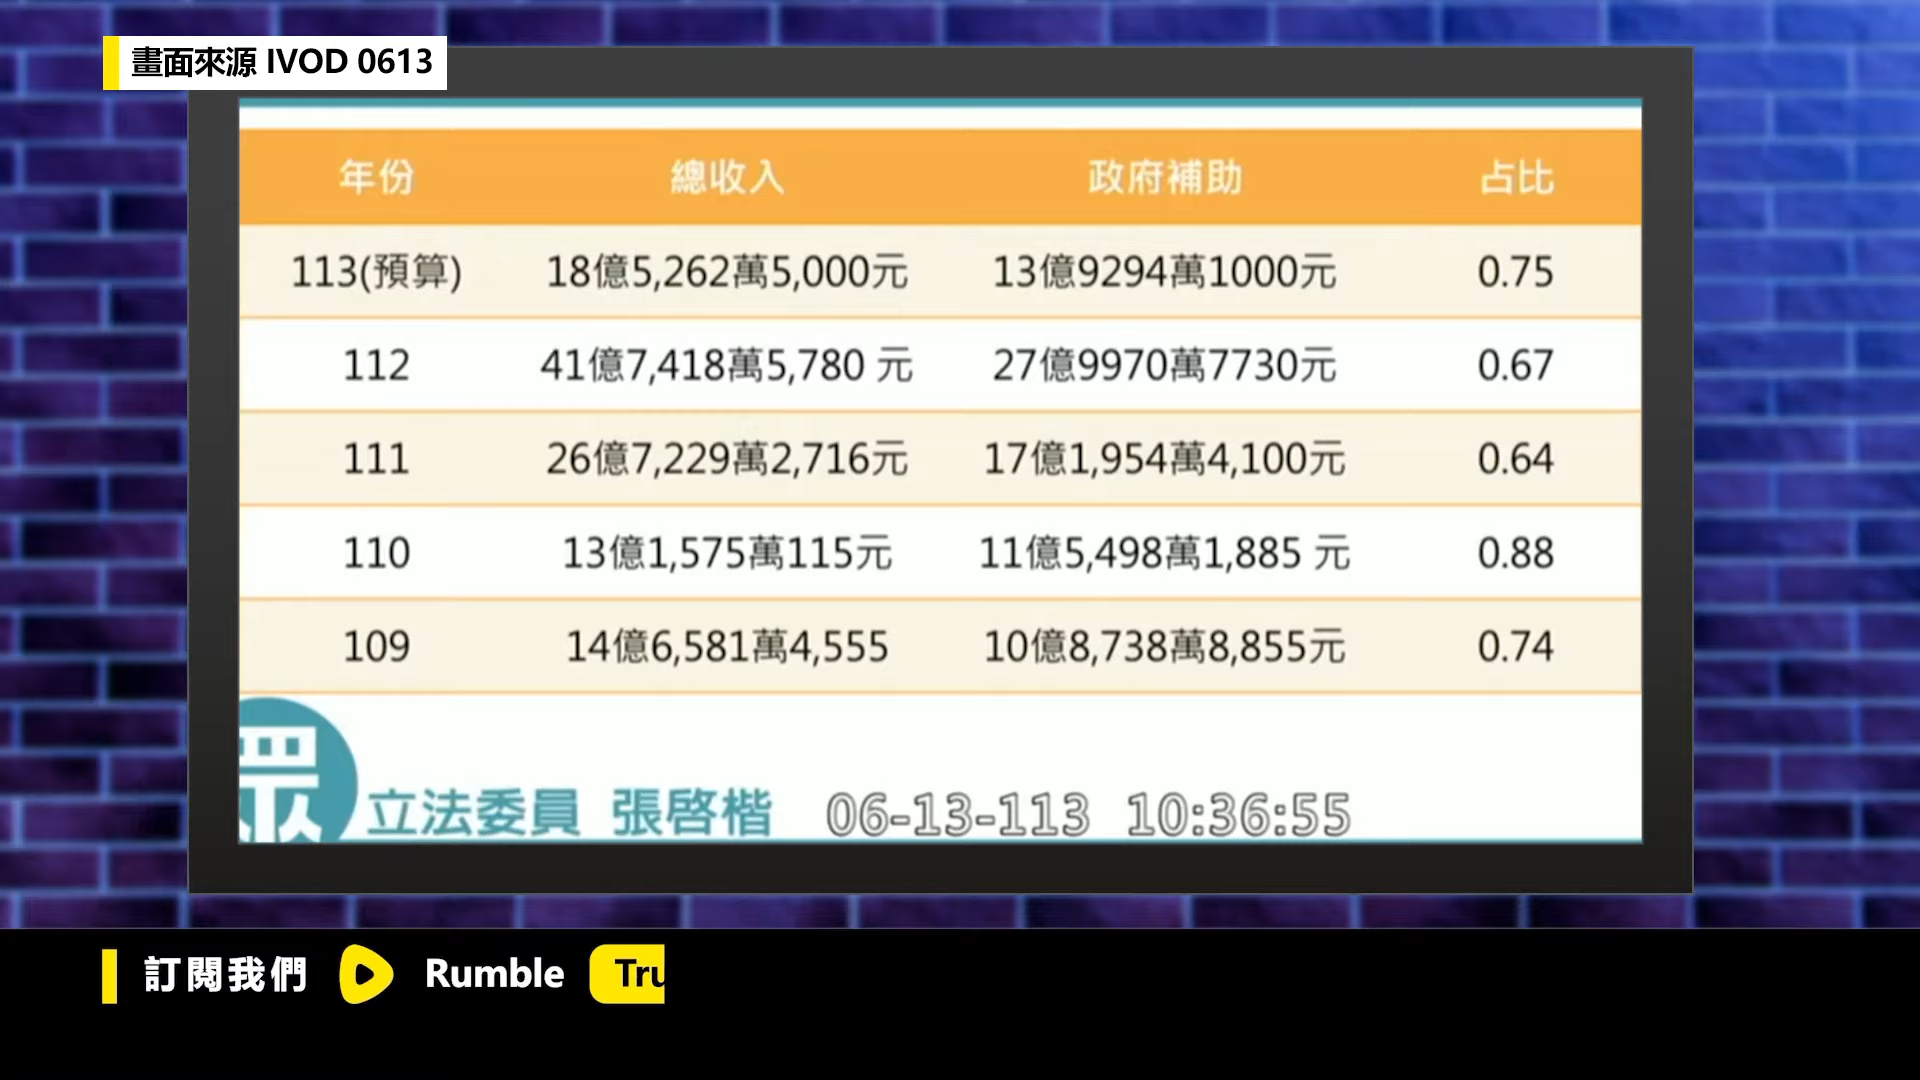 畫面來源 IVOD 0613
年份 總收入 政府補助 占比
113(預算) 18億5,262萬5,000元 13億9294萬1000元 0.75
112 41億7,418萬5,780 元 27億9970萬7730元 0.67
111 26億7,229萬2,716元 17億1,954萬4,100元 0.64
110 13億1,575萬115元 11億5,498萬1,885 元 0.88
109 14億6,581萬4,555 10億8,738萬8,855元 0.74
眾
立法委員 張啓楷 06-13-113 10:36:55
訂閱我們 Rumble Tru